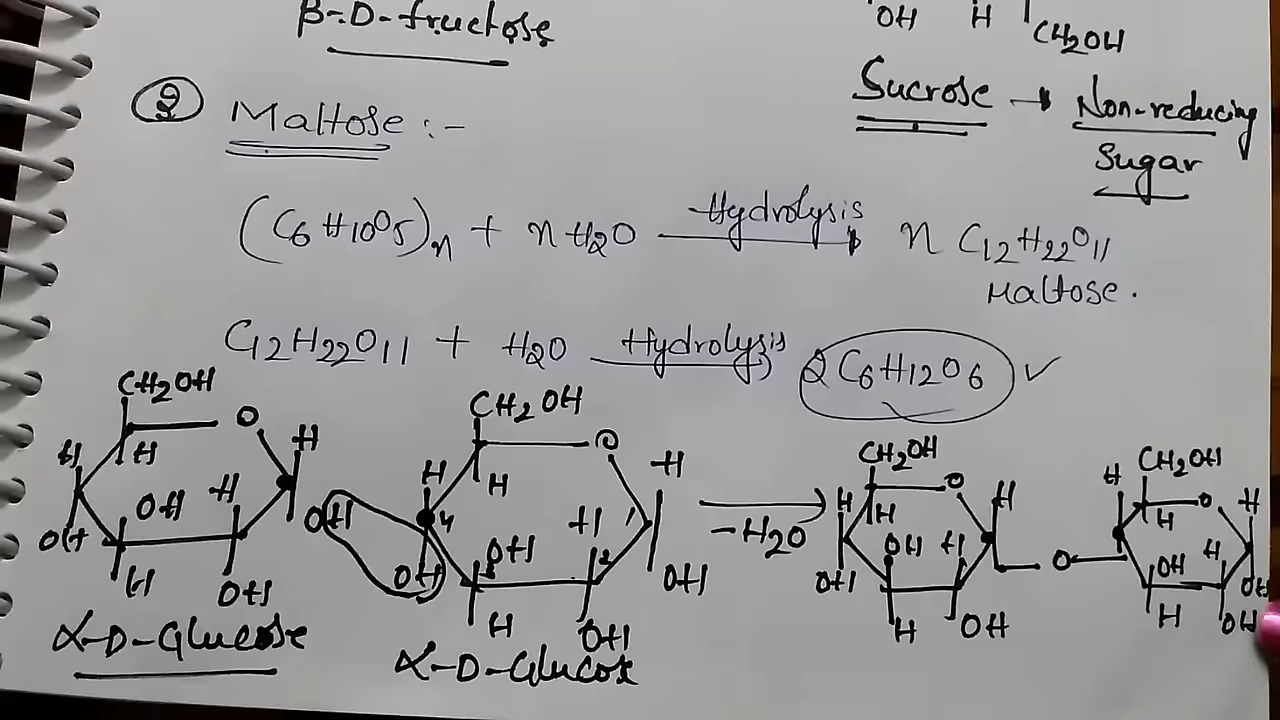 β-D-fructose
OH H CH2OH
Sucrose → Non-reducing
Sugar
② Maltose :-
(C6H10O5)n + nH2O Hydrolysis → n C12H22O11
Maltose.
C12H22O11 + H2O Hydrolysis → 2C6H12O6 ✓
CH2OH
H O H
H
OH H
OH
H OH
α-D-Glucose
CH2OH
H O H
H
4 OH H 1
OH 3 2 OH
OH
H OH
α-D-Glucose
-H2O →
CH2OH
H O H
H
OH H
OH O
H OH
CH2OH
H O H
H
OH H
OH
H OH